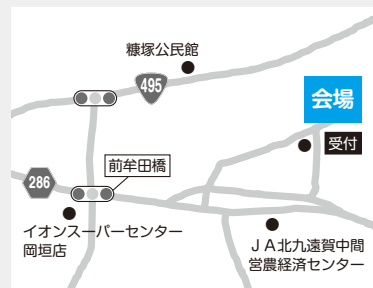 糠塚公民館
495
会場
受付
前牟田橋
286
イオンスーパーセンター
岡垣店
ＪＡ北九遠賀中間
営農経済センター